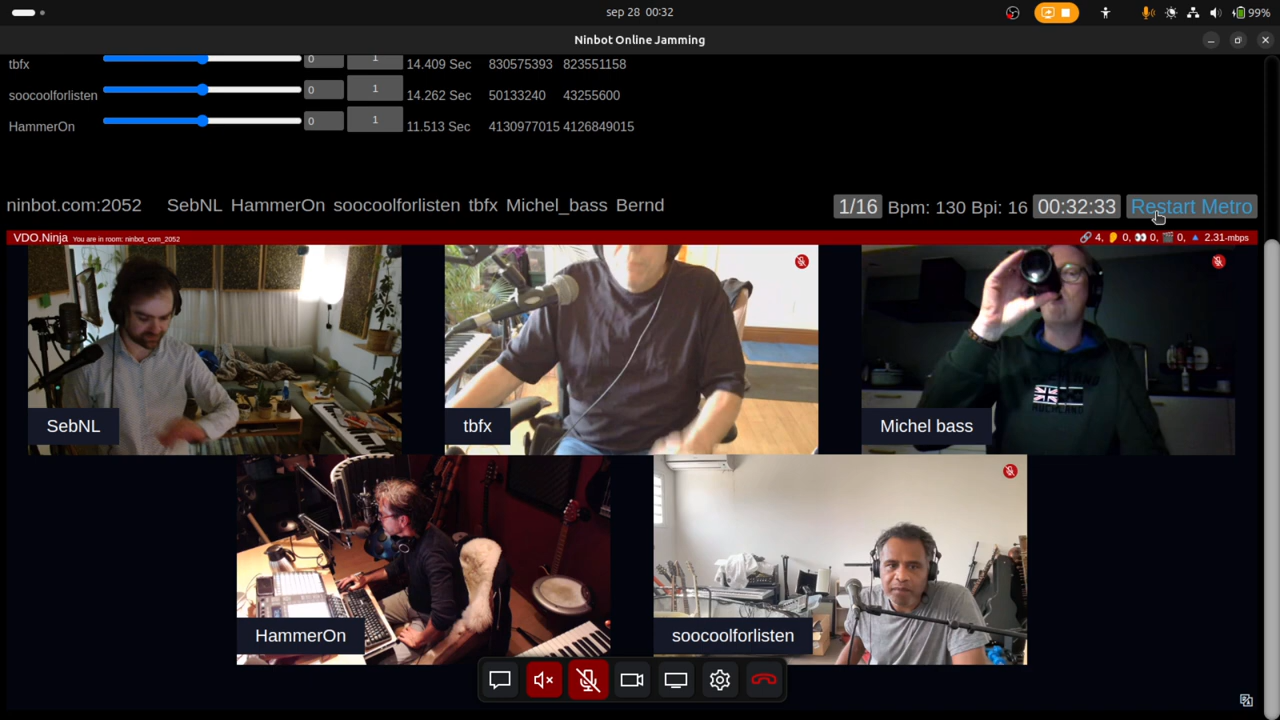 sep 28 00:32
99%
Ninbot Online Jamming
tbfx 0 1 14.409 Sec 830575393 823551158
soocoolforlisten 0 1 14.262 Sec 50133240 43255600
HammerOn 0 1 11.513 Sec 4130977015 4126849015
ninbot.com:2052 SebNL HammerOn soocoolforlisten tbfx Michel_bass Bernd 1/16 Bpm: 130 Bpi: 16 00:32:33 Restart Metro
VDO.Ninja You are in room: ninbot_com_2052 4, 0, 0, 0, 2.31-mbps
SebNL
tbfx
Michel bass
HammerOn
soocoolforlisten